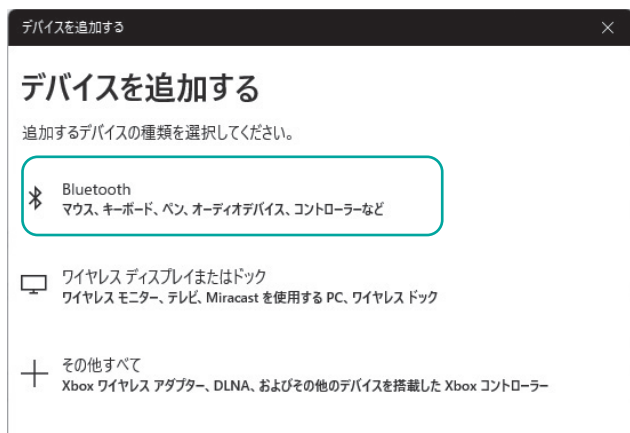 デバイスを追加する
デバイスを追加する
追加するデバイスの種類を選択してください。
Bluetooth
マウス、キーボード、ペン、オーディオデバイス、コントローラーなど
ワイヤレス ディスプレイまたはドック
ワイヤレス モニター、テレビ、Miracast を使用する PC、ワイヤレス ドック
その他すべて
Xbox ワイヤレス アダプター、DLNA、およびその他のデバイスを搭載した Xbox コントローラー